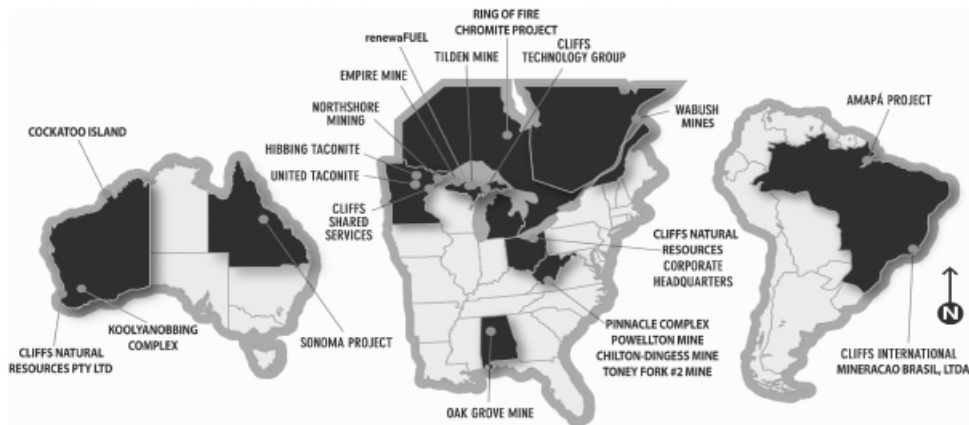 RING OF FIRE
CHROMITE PROJECT
renewaFUEL
TILDEN MINE
CLIFFS
TECHNOLOGY GROUP
EMPIRE MINE
NORTHSHORE
MINING
WABUSH
MINES
AMAPÁ PROJECT
COCKATOO ISLAND
HIBBING TACONITE
UNITED TACONITE
CLIFFS
SHARED
SERVICES
CLIFFS NATURAL
RESOURCES
CORPORATE
HEADQUARTERS
N
KOOLYANOBBING
COMPLEX
SONOMA PROJECT
CLIFFS NATURAL
RESOURCES PTY LTD
PINNACLE COMPLEX
POWELLTON MINE
CHILTON-DINGESS MINE
TONEY FORK #2 MINE
CLIFFS INTERNATIONAL
MINERACAO BRASIL, LTDA
OAK GROVE MINE